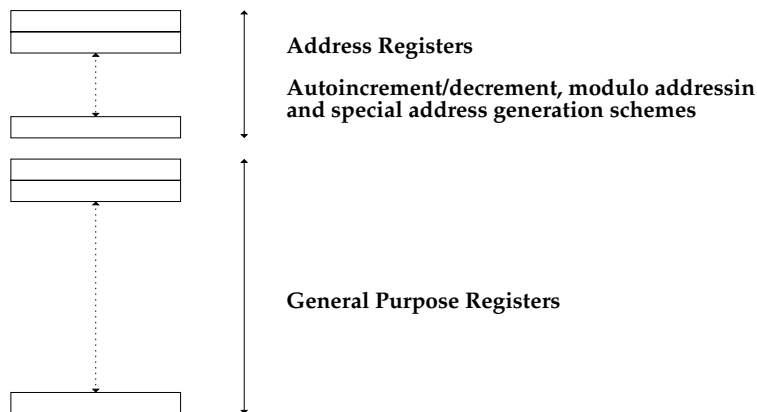 Address Registers
Autoincrement/decrement, modulo addressin
and special address generation schemes
General Purpose Registers